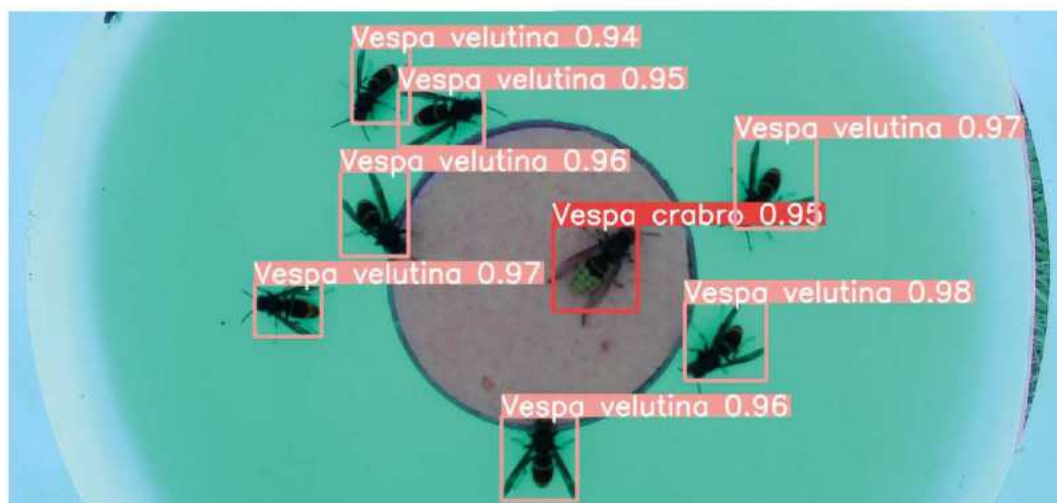 Vespa velutina 0.94
Vespa velutina 0.95
Vespa velutina 0.97
Vespa velutina 0.96
Vespa crabro 0.95
Vespa velutina 0.97
Vespa velutina 0.98
Vespa velutina 0.96